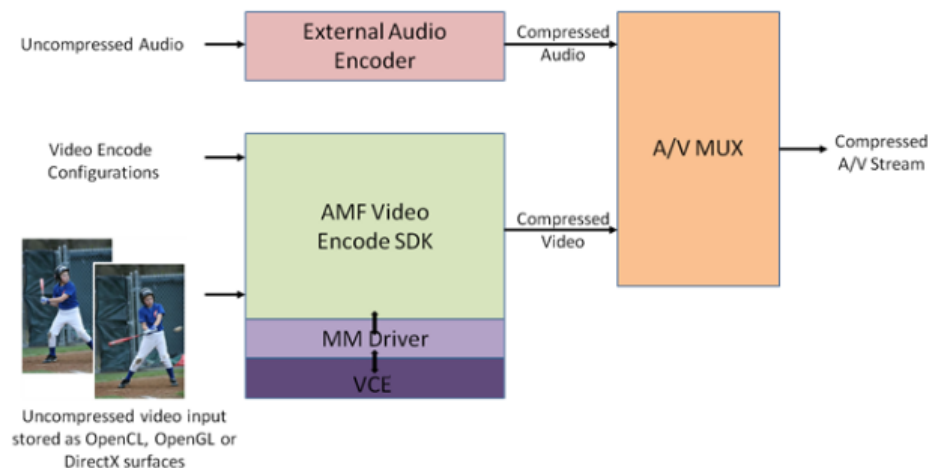 Uncompressed Audio
External Audio
Encoder
Compressed
Audio
A/V MUX
Compressed
A/V Stream
Video Encode
Configurations
AMF Video
Encode SDK
Compressed
Video
MM Driver
VCE
Uncompressed video input
stored as OpenCL, OpenGL or
DirectX surfaces